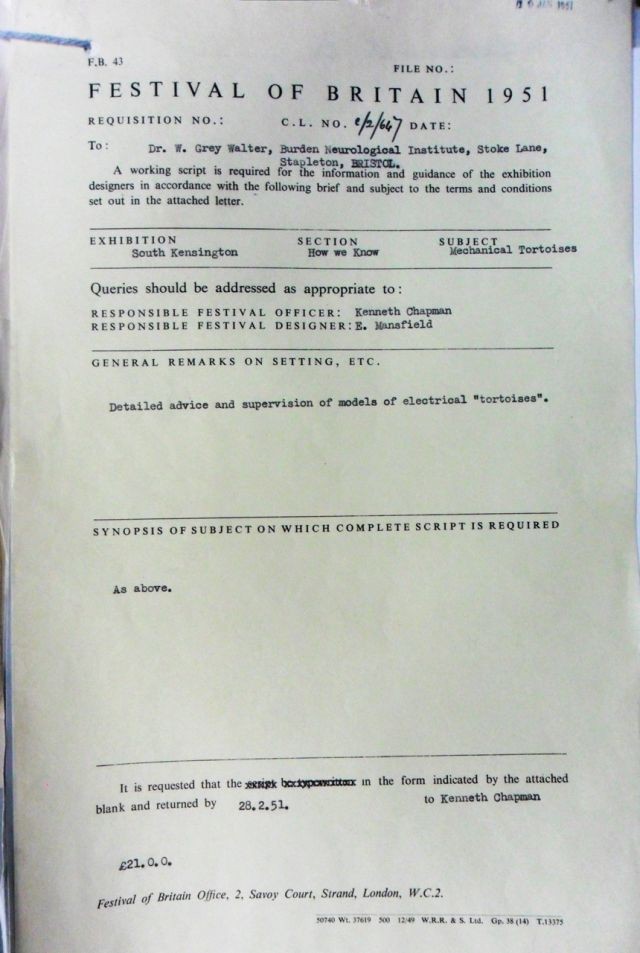 F.B. 43
FILE NO.:
FESTIVAL OF BRITAIN 1951
REQUISITION NO.: C.L. NO. e/2/647 DATE:
To: Dr. W. Grey Walter, Burden Neurological Institute, Stoke Lane,
Stapleton, BRISTOL.
A working script is required for the information and guidance of the exhibition
designers in accordance with the following brief and subject to the terms and conditions
set out in the attached letter.
EXHIBITION SECTION SUBJECT
South Kensington How we Know Mechanical Tortoises
Queries should be addressed as appropriate to:
RESPONSIBLE FESTIVAL OFFICER: Kenneth Chapman
RESPONSIBLE FESTIVAL DESIGNER: E. Mansfield
GENERAL REMARKS ON SETTING, ETC.
Detailed advice and supervision of models of electrical "tortoises".
SYNOPSIS OF SUBJECT ON WHICH COMPLETE SCRIPT IS REQUIRED
As above.
It is requested that the script be typewritten in the form indicated by the attached
blank and returned by 28.2.51. to Kenneth Chapman
£21.0.0.
Festival of Britain Office, 2, Savoy Court, Strand, London, W.C.2.
50740 Wt. 37619 500 12/49 W.R.R. & S. Ltd. Gp. 38 (14) T.13375